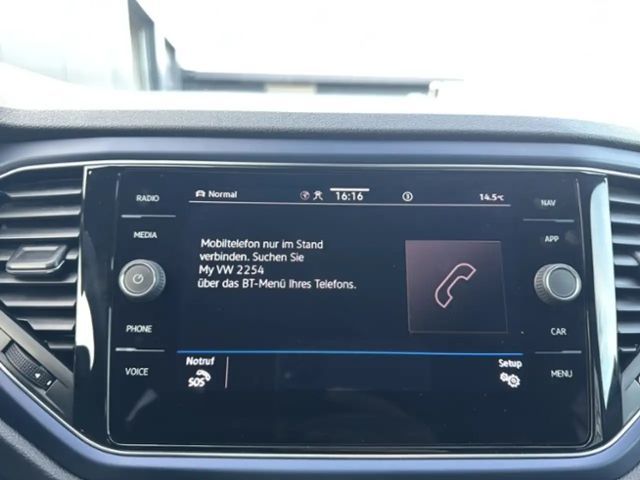 RADIO
Normal
16:16
14.5°C
NAV
MEDIA
APP
Mobiltelefon nur im Stand
verbinden. Suchen Sie
My VW 2254
über das BT-Menü Ihres Telefons.
PHONE
CAR
VOICE
Notruf
SOS
Setup
MENU